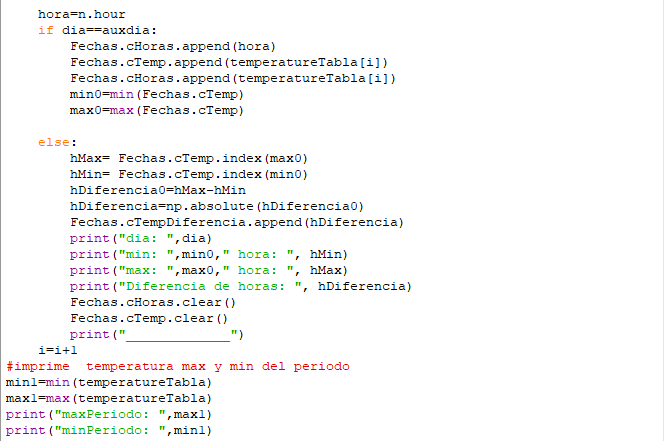 hora=n.hour
if dia==auxdia:
Fechas.cHoras.append(hora)
Fechas.cTemp.append(temperatureTabla[i])
Fechas.cHoras.append(temperatureTabla[i])
min0=min(Fechas.cTemp)
max0=max(Fechas.cTemp)
else:
hMax= Fechas.cTemp.index(max0)
hMin= Fechas.cTemp.index(min0)
hDiferencia0=hMax-hMin
hDiferencia=np.absolute(hDiferencia0)
Fechas.cTempDiferencia.append(hDiferencia)
print("dia: ",dia)
print("min: ",min0," hora: ", hMin)
print("max: ",max0," hora: ", hMax)
print("Diferencia de horas: ", hDiferencia)
Fechas.cHoras.clear()
Fechas.cTemp.clear()
print("_____________")
i=i+1
#imprime  temperatura max y min del periodo
min1=min(temperatureTabla)
max1=max(temperatureTabla)
print("maxPeriodo: ",max1)
print("minPeriodo: ",min1)